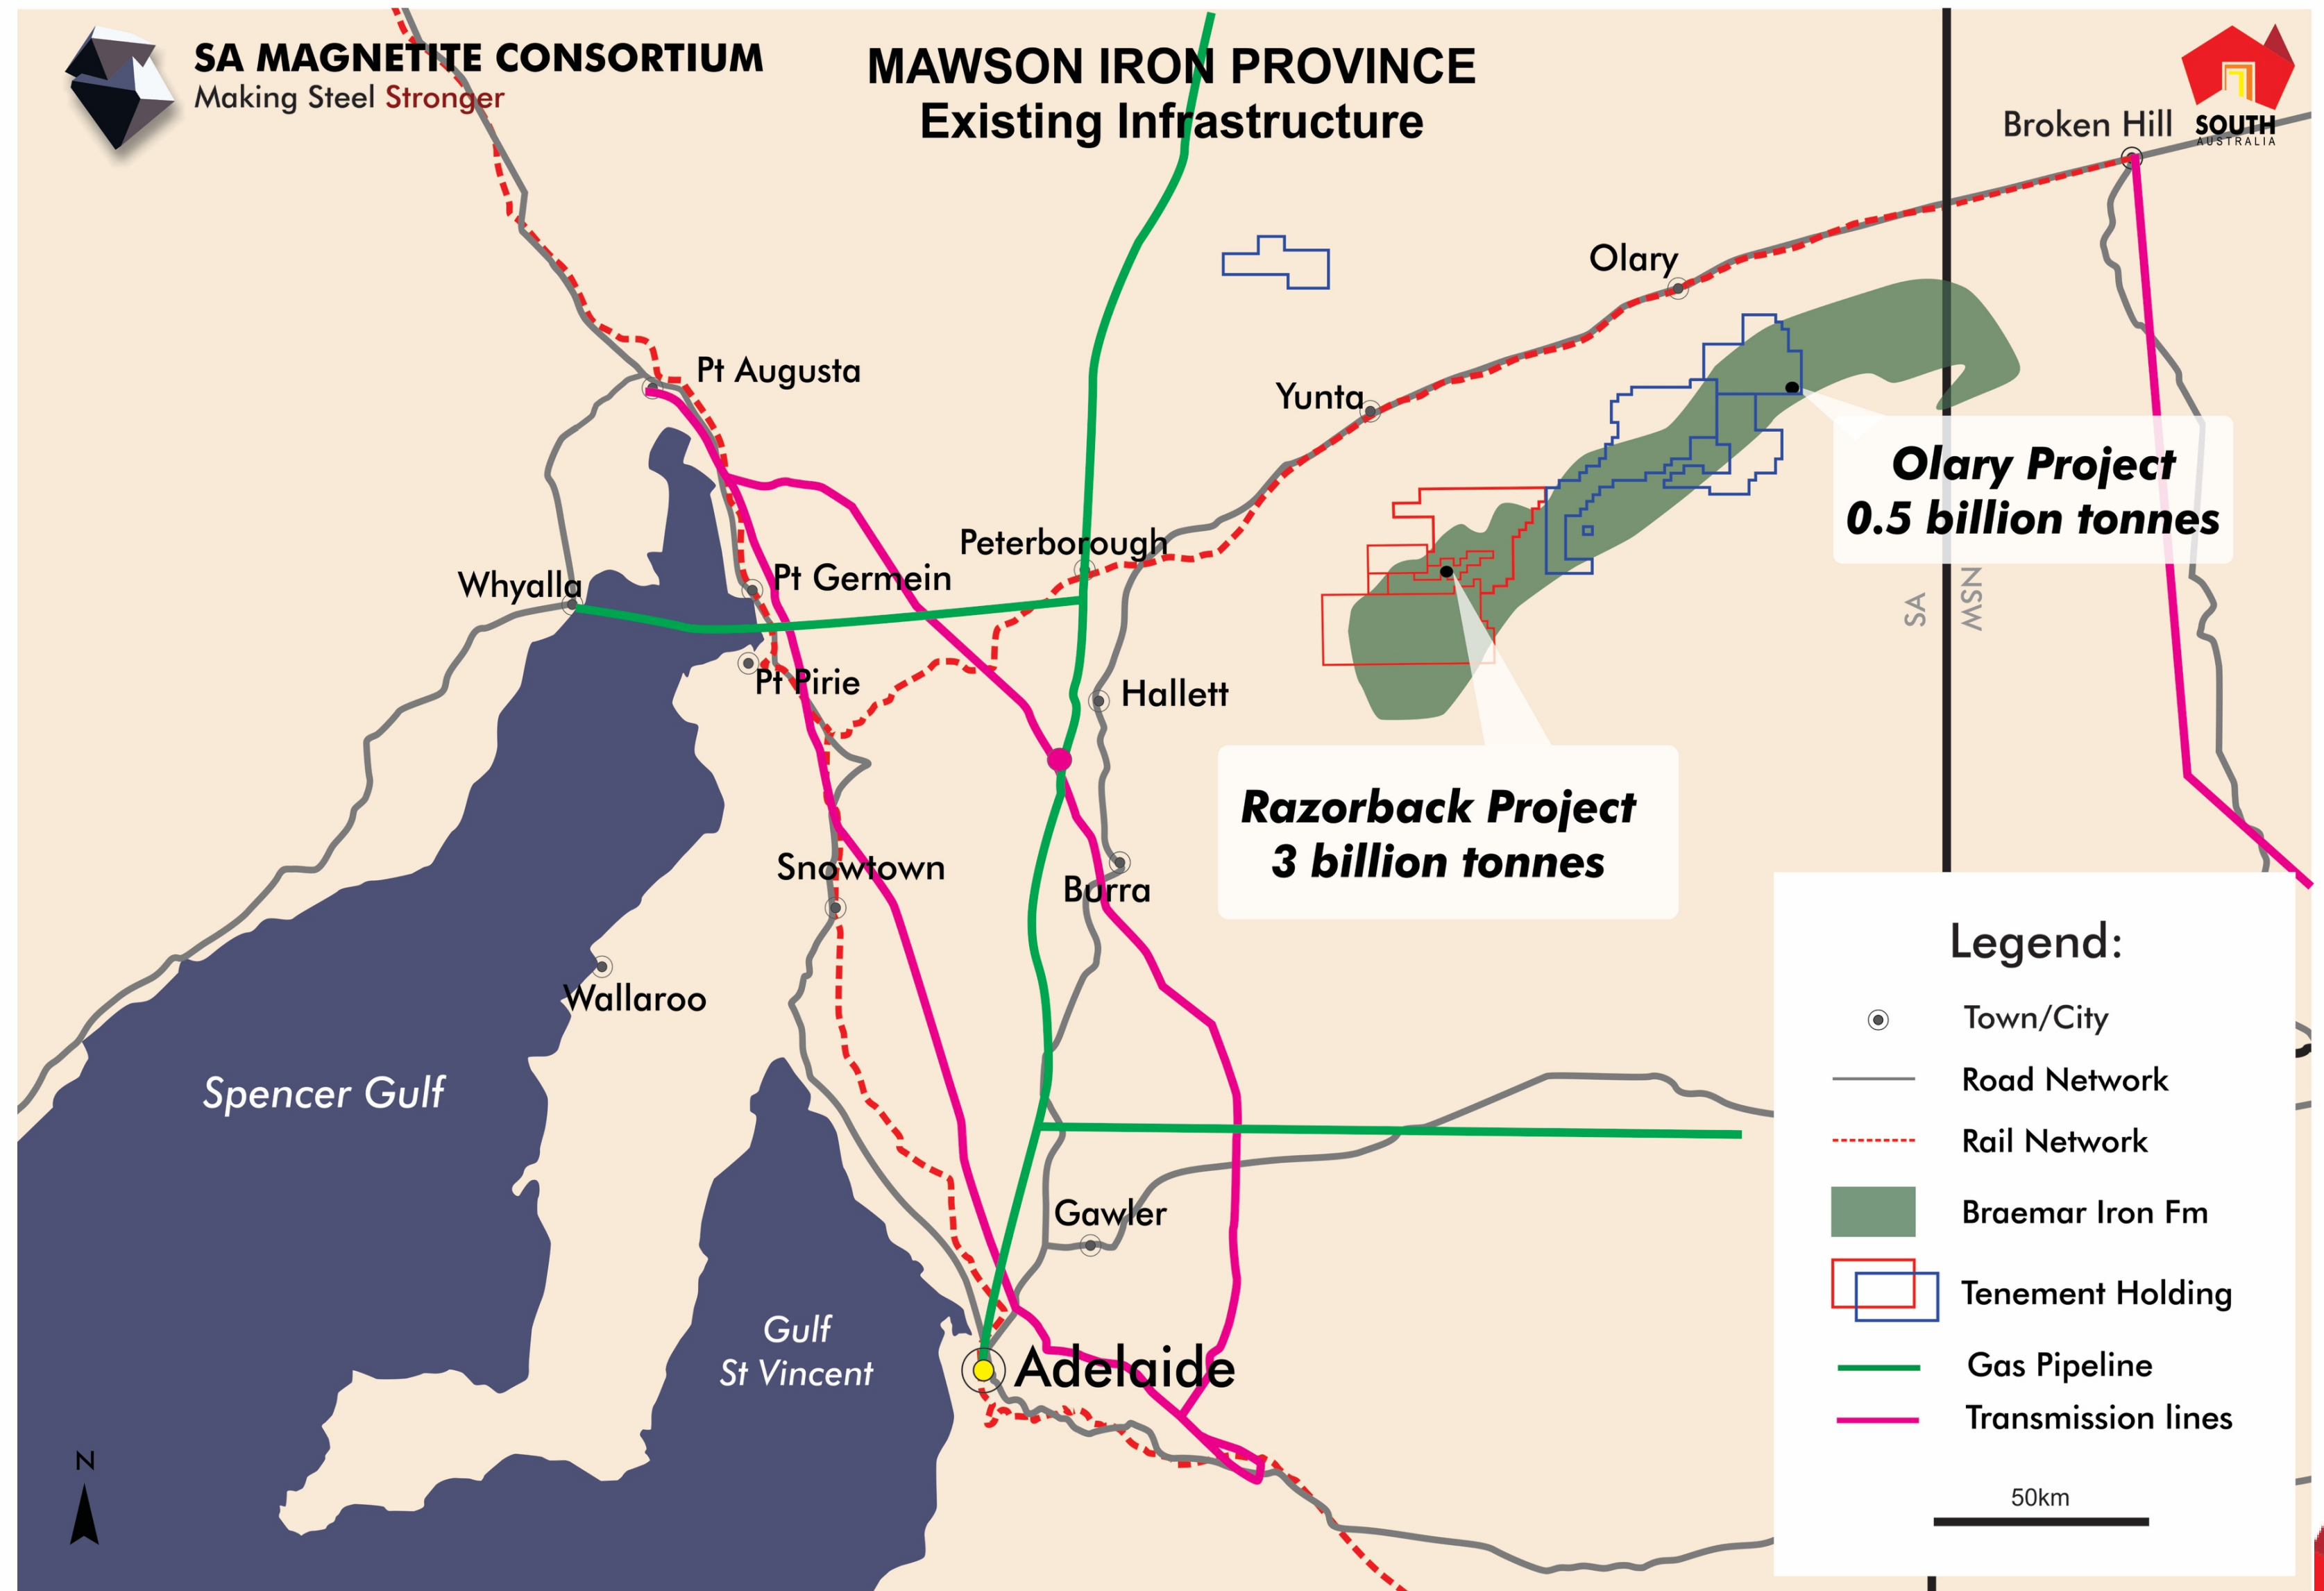 SA MAGNETITE CONSORTIUM
Making Steel Stronger
MAWSON IRON PROVINCE
Existing Infrastructure
Broken Hill
SOUTH
AUSTRALIA
Olary
Pt Augusta
Yunta
Olary Project
0.5 billion tonnes
Peterborough
Whyalla
Pt Germein
SA
NSW
Pt Pirie
Hallett
Razorback Project
3 billion tonnes
Snowtown
Burra
Wallaroo
Spencer Gulf
Gawler
Gulf
St Vincent
Adelaide
N
Legend:
Town/City
Road Network
Rail Network
Braemar Iron Fm
Tenement Holding
Gas Pipeline
Transmission lines
50km